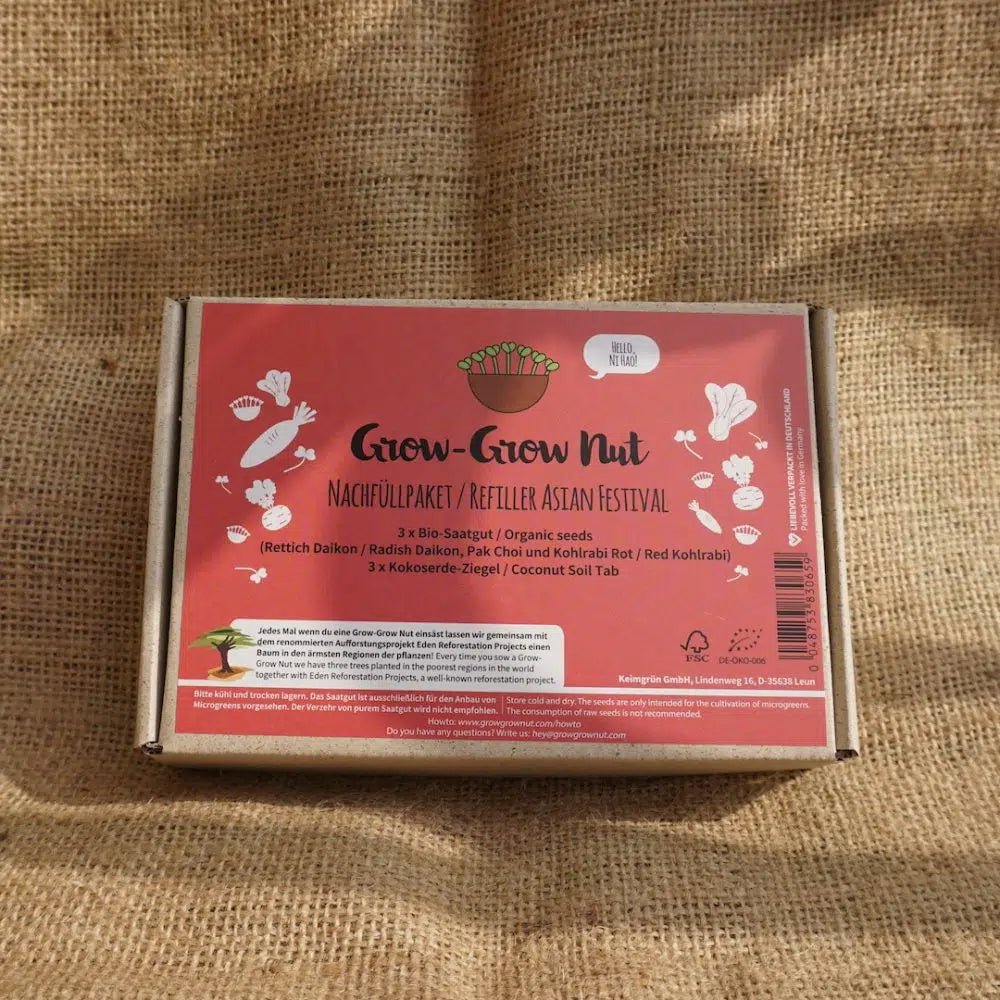 HELLO,
NI HAO!
Grow-Grow Nut
NACHFÜLLPAKET / REFILLER ASIAN FESTIVAL
3 x Bio-Saatgut / Organic seeds
(Rettich Daikon / Radish Daikon, Pak Choi und Kohlrabi Rot / Red Kohlrabi)
3 x Kokoserde-Ziegel / Coconut Soil Tab
LIEBEVOLL VERPACKT IN DEUTSCHLAND
Packed with love in Germany
0 048753 830659
Jedes Mal wenn du eine Grow-Grow Nut einsäst lassen wir gemeinsam mit
dem renommierten Aufforstungsprojekt Eden Reforestation Projects einen
Baum in den ärmsten Regionen der pflanzen! Every time you sow a Grow-
Grow Nut we have three trees planted in the poorest regions in the world
together with Eden Reforestation Projects, a well-known reforestation project.
FSC
DE-ÖKO-006
Keimgrün GmbH, Lindenweg 16, D-35638 Leun
Bitte kühl und trocken lagern. Das Saatgut ist ausschließlich für den Anbau von
Microgreens vorgesehen. Der Verzehr von purem Saatgut wird nicht empfohlen.
Store cold and dry. The seeds are only intended for the cultivation of microgreens.
The consumption of raw seeds is not recommended.
Howto: www.growgrownut.com/howto
Do you have any questions? Write us: hey@growgrownut.com